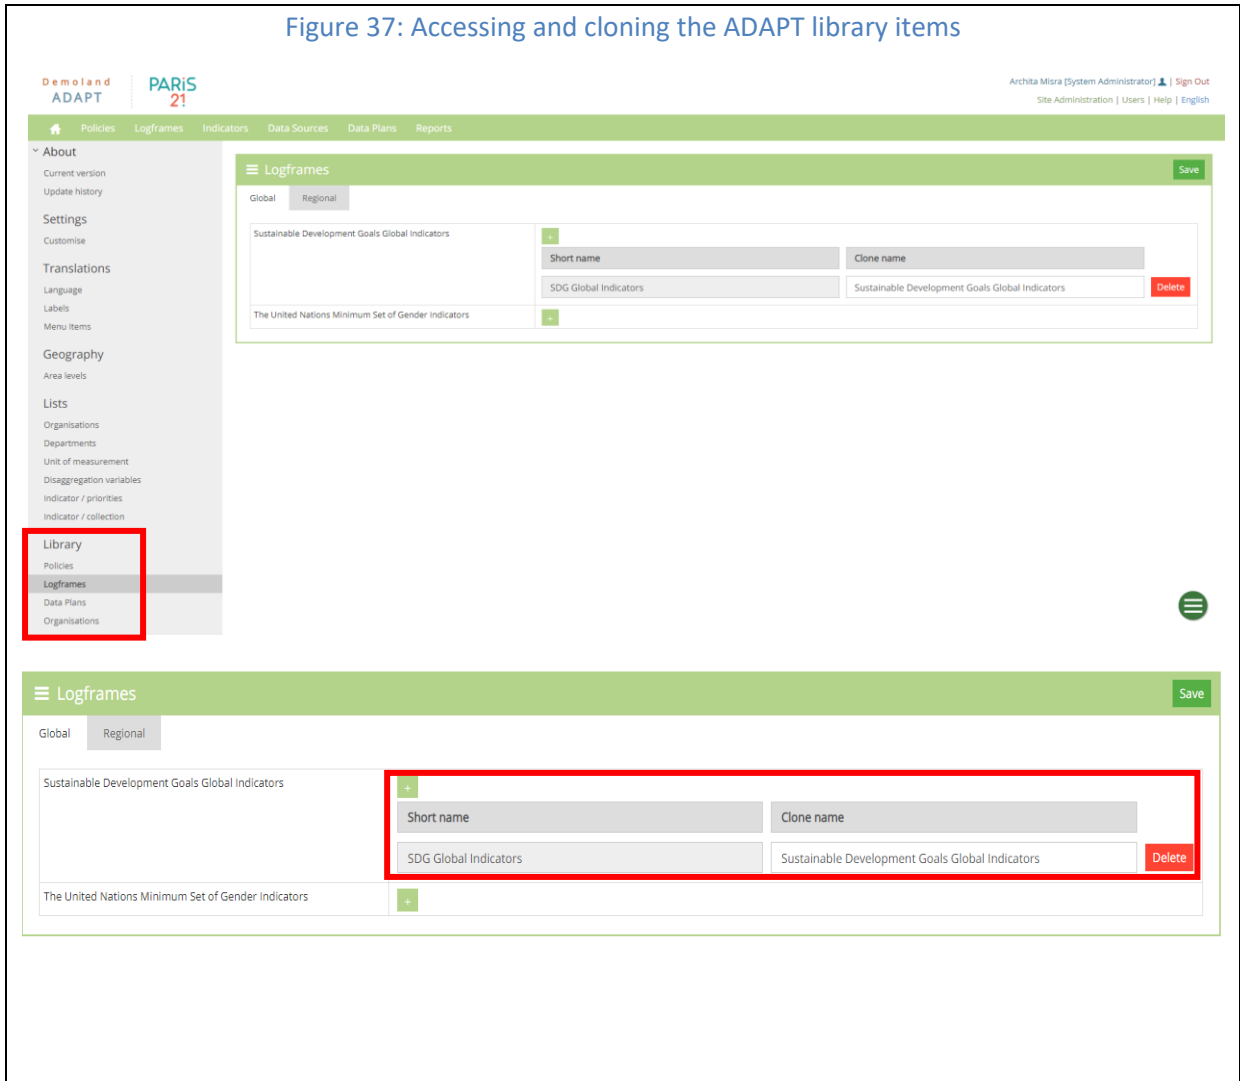 Figure 37: Accessing and cloning the ADAPT library items
Demoland
ADAPT
PARIS
21
Archita Misra [System Administrator] | Sign Out
Site Administration | Users | Help | English
Policies Logframes Indicators Data Sources Data Plans Reports
About
Current version
Update history
Settings
Customise
Translations
Language
Labels
Menu items
Geography
Area levels
Lists
Organisations
Departments
Unit of measurement
Disaggregation variables
Indicator / priorities
Indicator / collection
Library
Policies
Logframes
Data Plans
Organisations
Logframes Save
Global Regional
Sustainable Development Goals Global Indicators +
Short name Clone name
SDG Global Indicators Sustainable Development Goals Global Indicators Delete
The United Nations Minimum Set of Gender Indicators +
Logframes Save
Global Regional
Sustainable Development Goals Global Indicators +
Short name Clone name
SDG Global Indicators Sustainable Development Goals Global Indicators Delete
The United Nations Minimum Set of Gender Indicators +